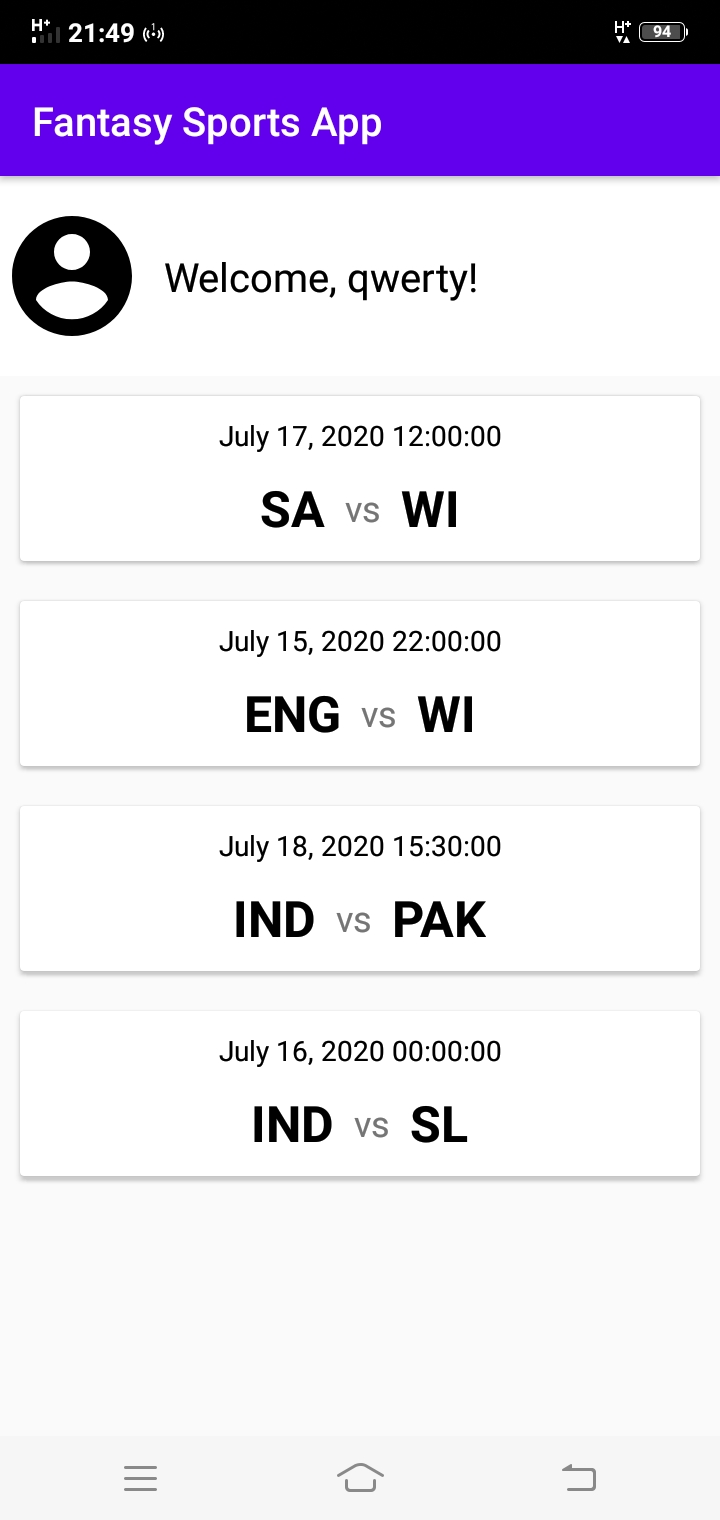 H+ 21:49 H+ 94
Fantasy Sports App
Welcome, qwerty!
July 17, 2020 12:00:00
SA vs WI
July 15, 2020 22:00:00
ENG vs WI
July 18, 2020 15:30:00
IND vs PAK
July 16, 2020 00:00:00
IND vs SL